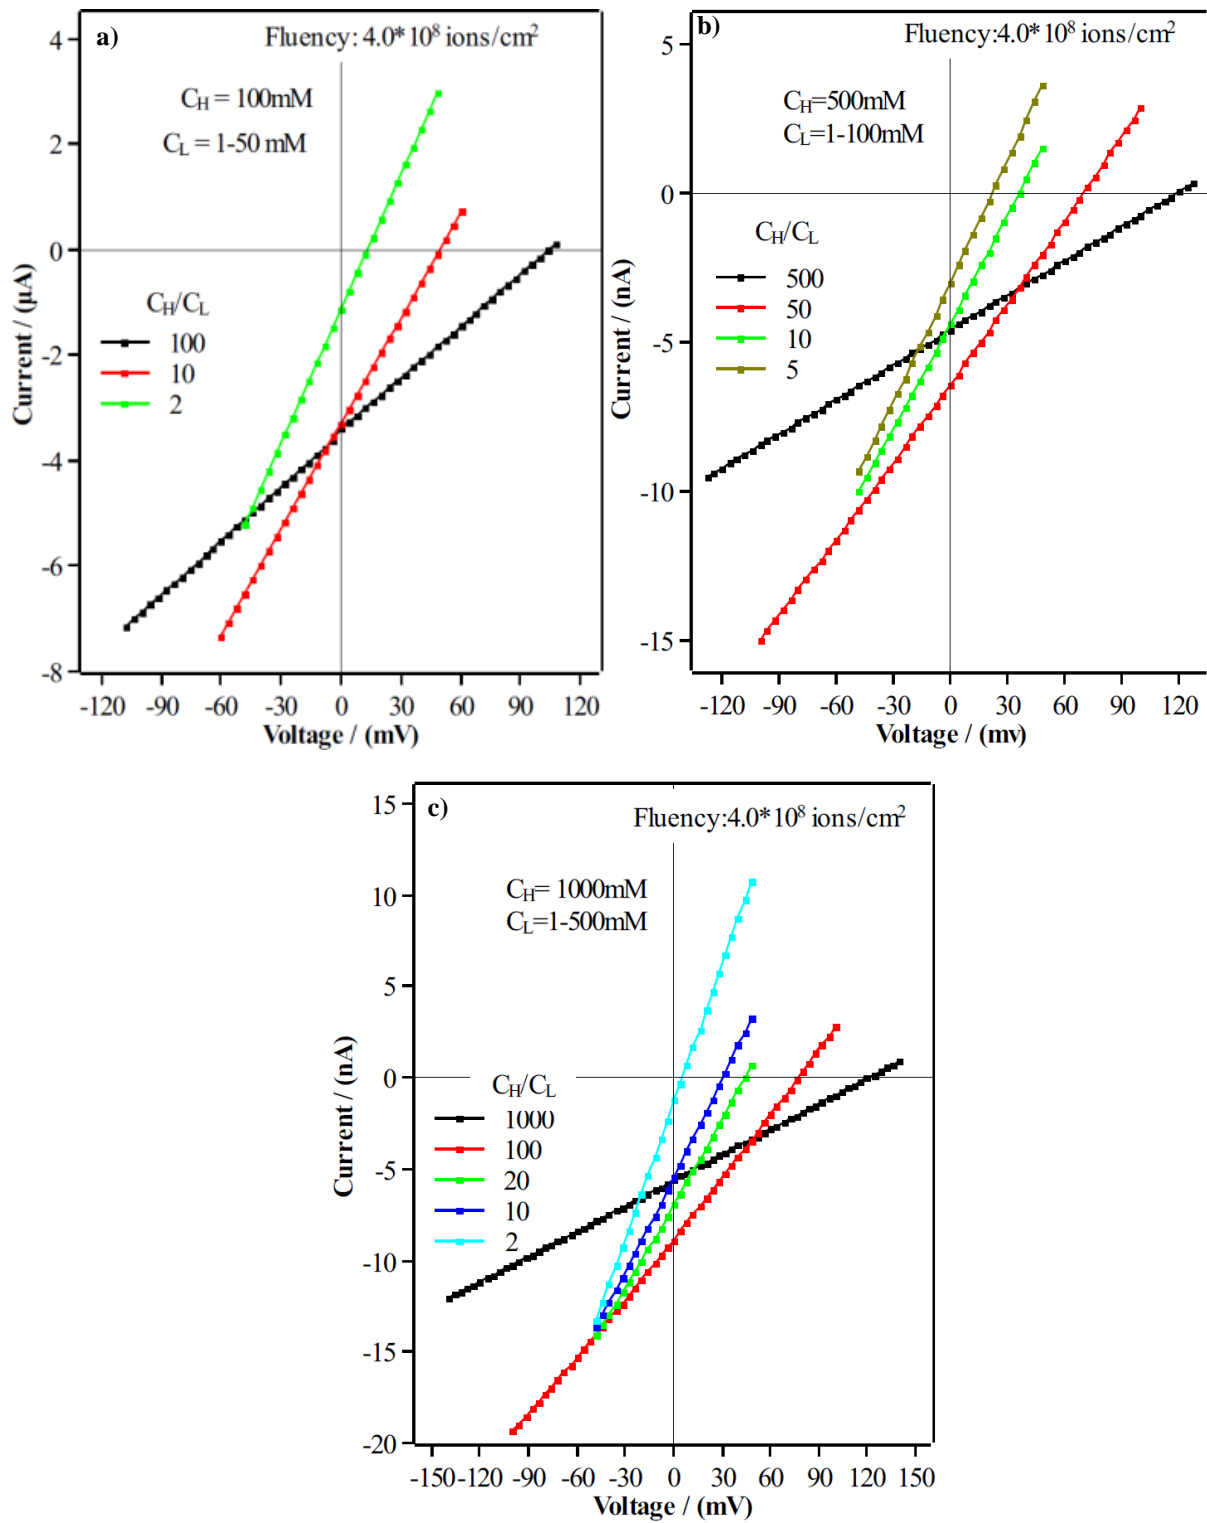 a)
Fluency: 4.0*10⁸ ions/cm²
C_H = 100mM
C_L = 1-50 mM
C_H/C_L
100
10
2
4
2
0
-2
-4
-6
-8
Current / (μA)
-120 -90 -60 -30 0 30 60 90 120
Voltage / (mV)
b)
Fluency:4.0*10⁸ ions/cm²
C_H=500mM
C_L=1-100mM
C_H/C_L
500
50
10
5
5
0
-5
-10
-15
Current / (nA)
-120 -90 -60 -30 0 30 60 90 120
Voltage / (mv)
c)
Fluency:4.0*10⁸ ions/cm²
C_H= 1000mM
C_L=1-500mM
C_H/C_L
1000
100
20
10
2
15
10
5
0
-5
-10
-15
-20
Current / (nA)
-150 -120 -90 -60 -30 0 30 60 90 120 150
Voltage / (mV)